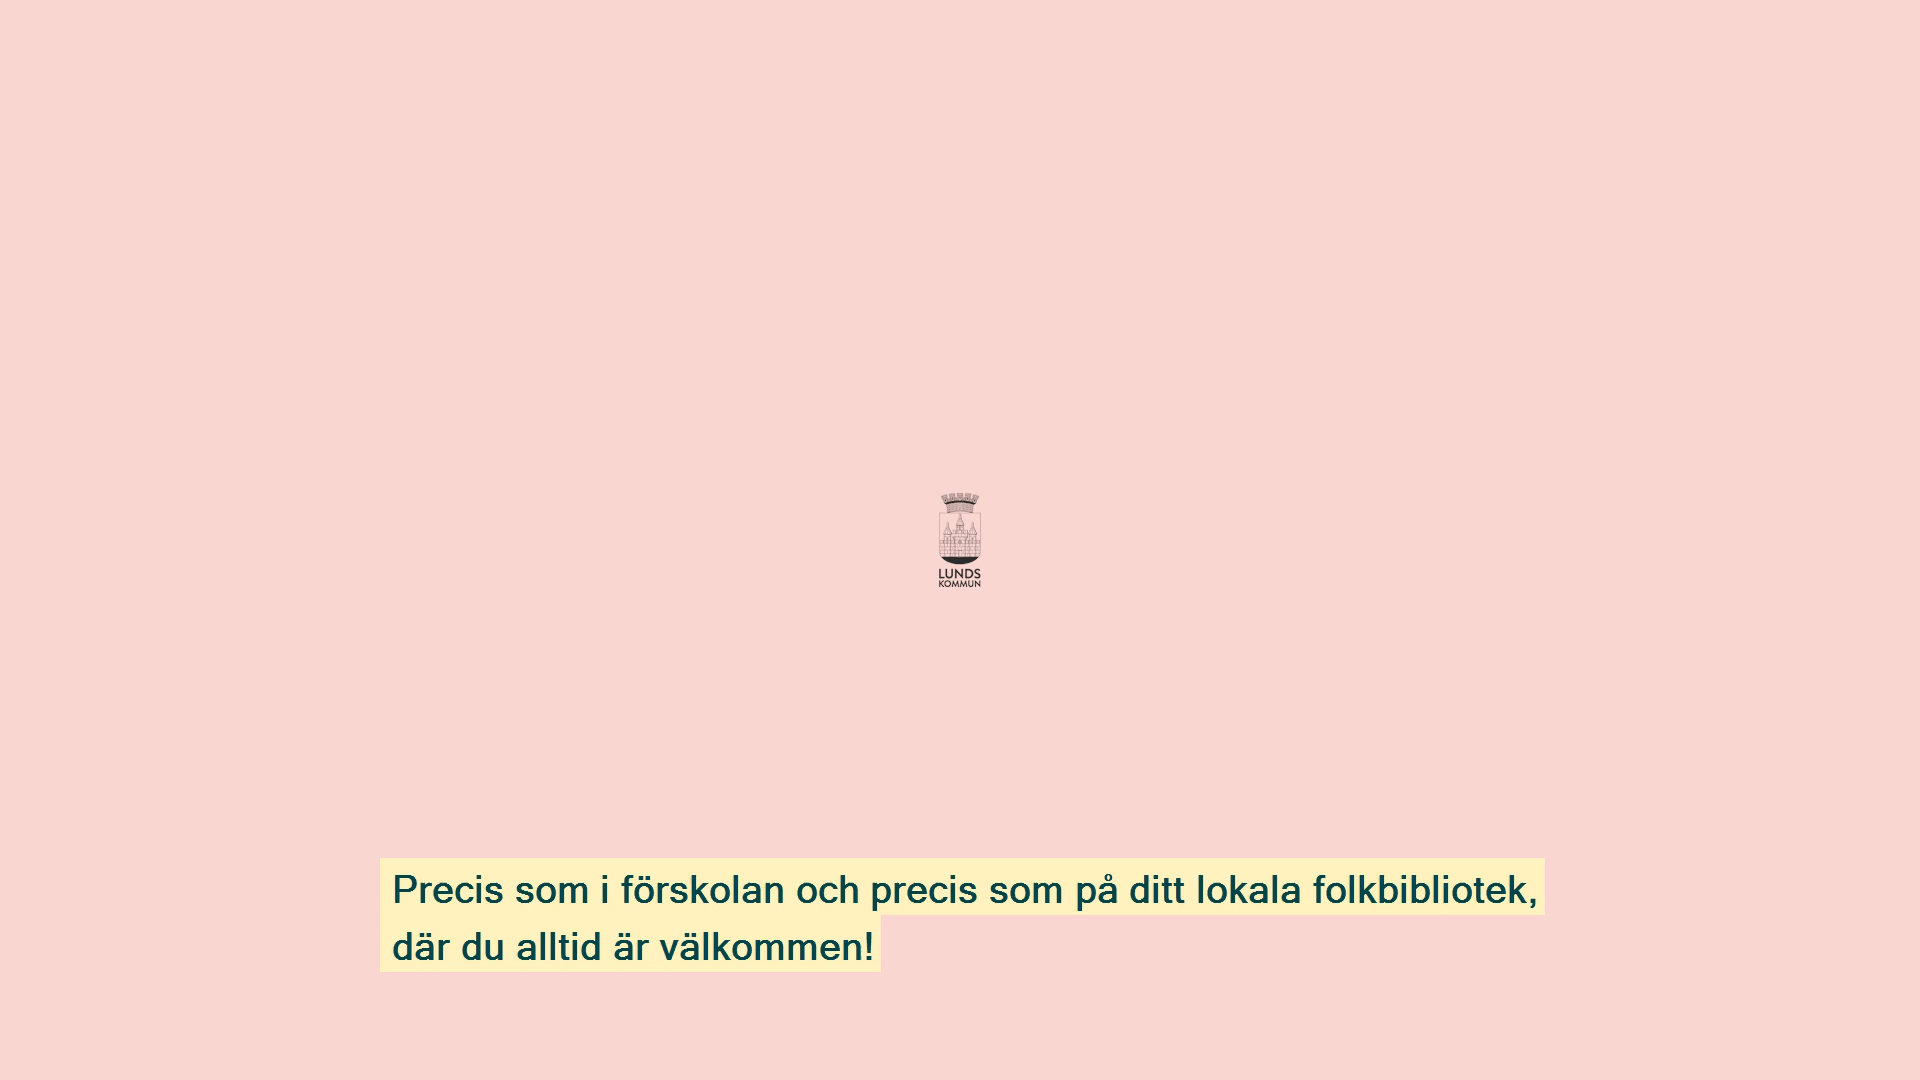 LUNDS
KOMMUN
Precis som i förskolan och precis som på ditt lokala folkbibliotek,
där du alltid är välkommen!